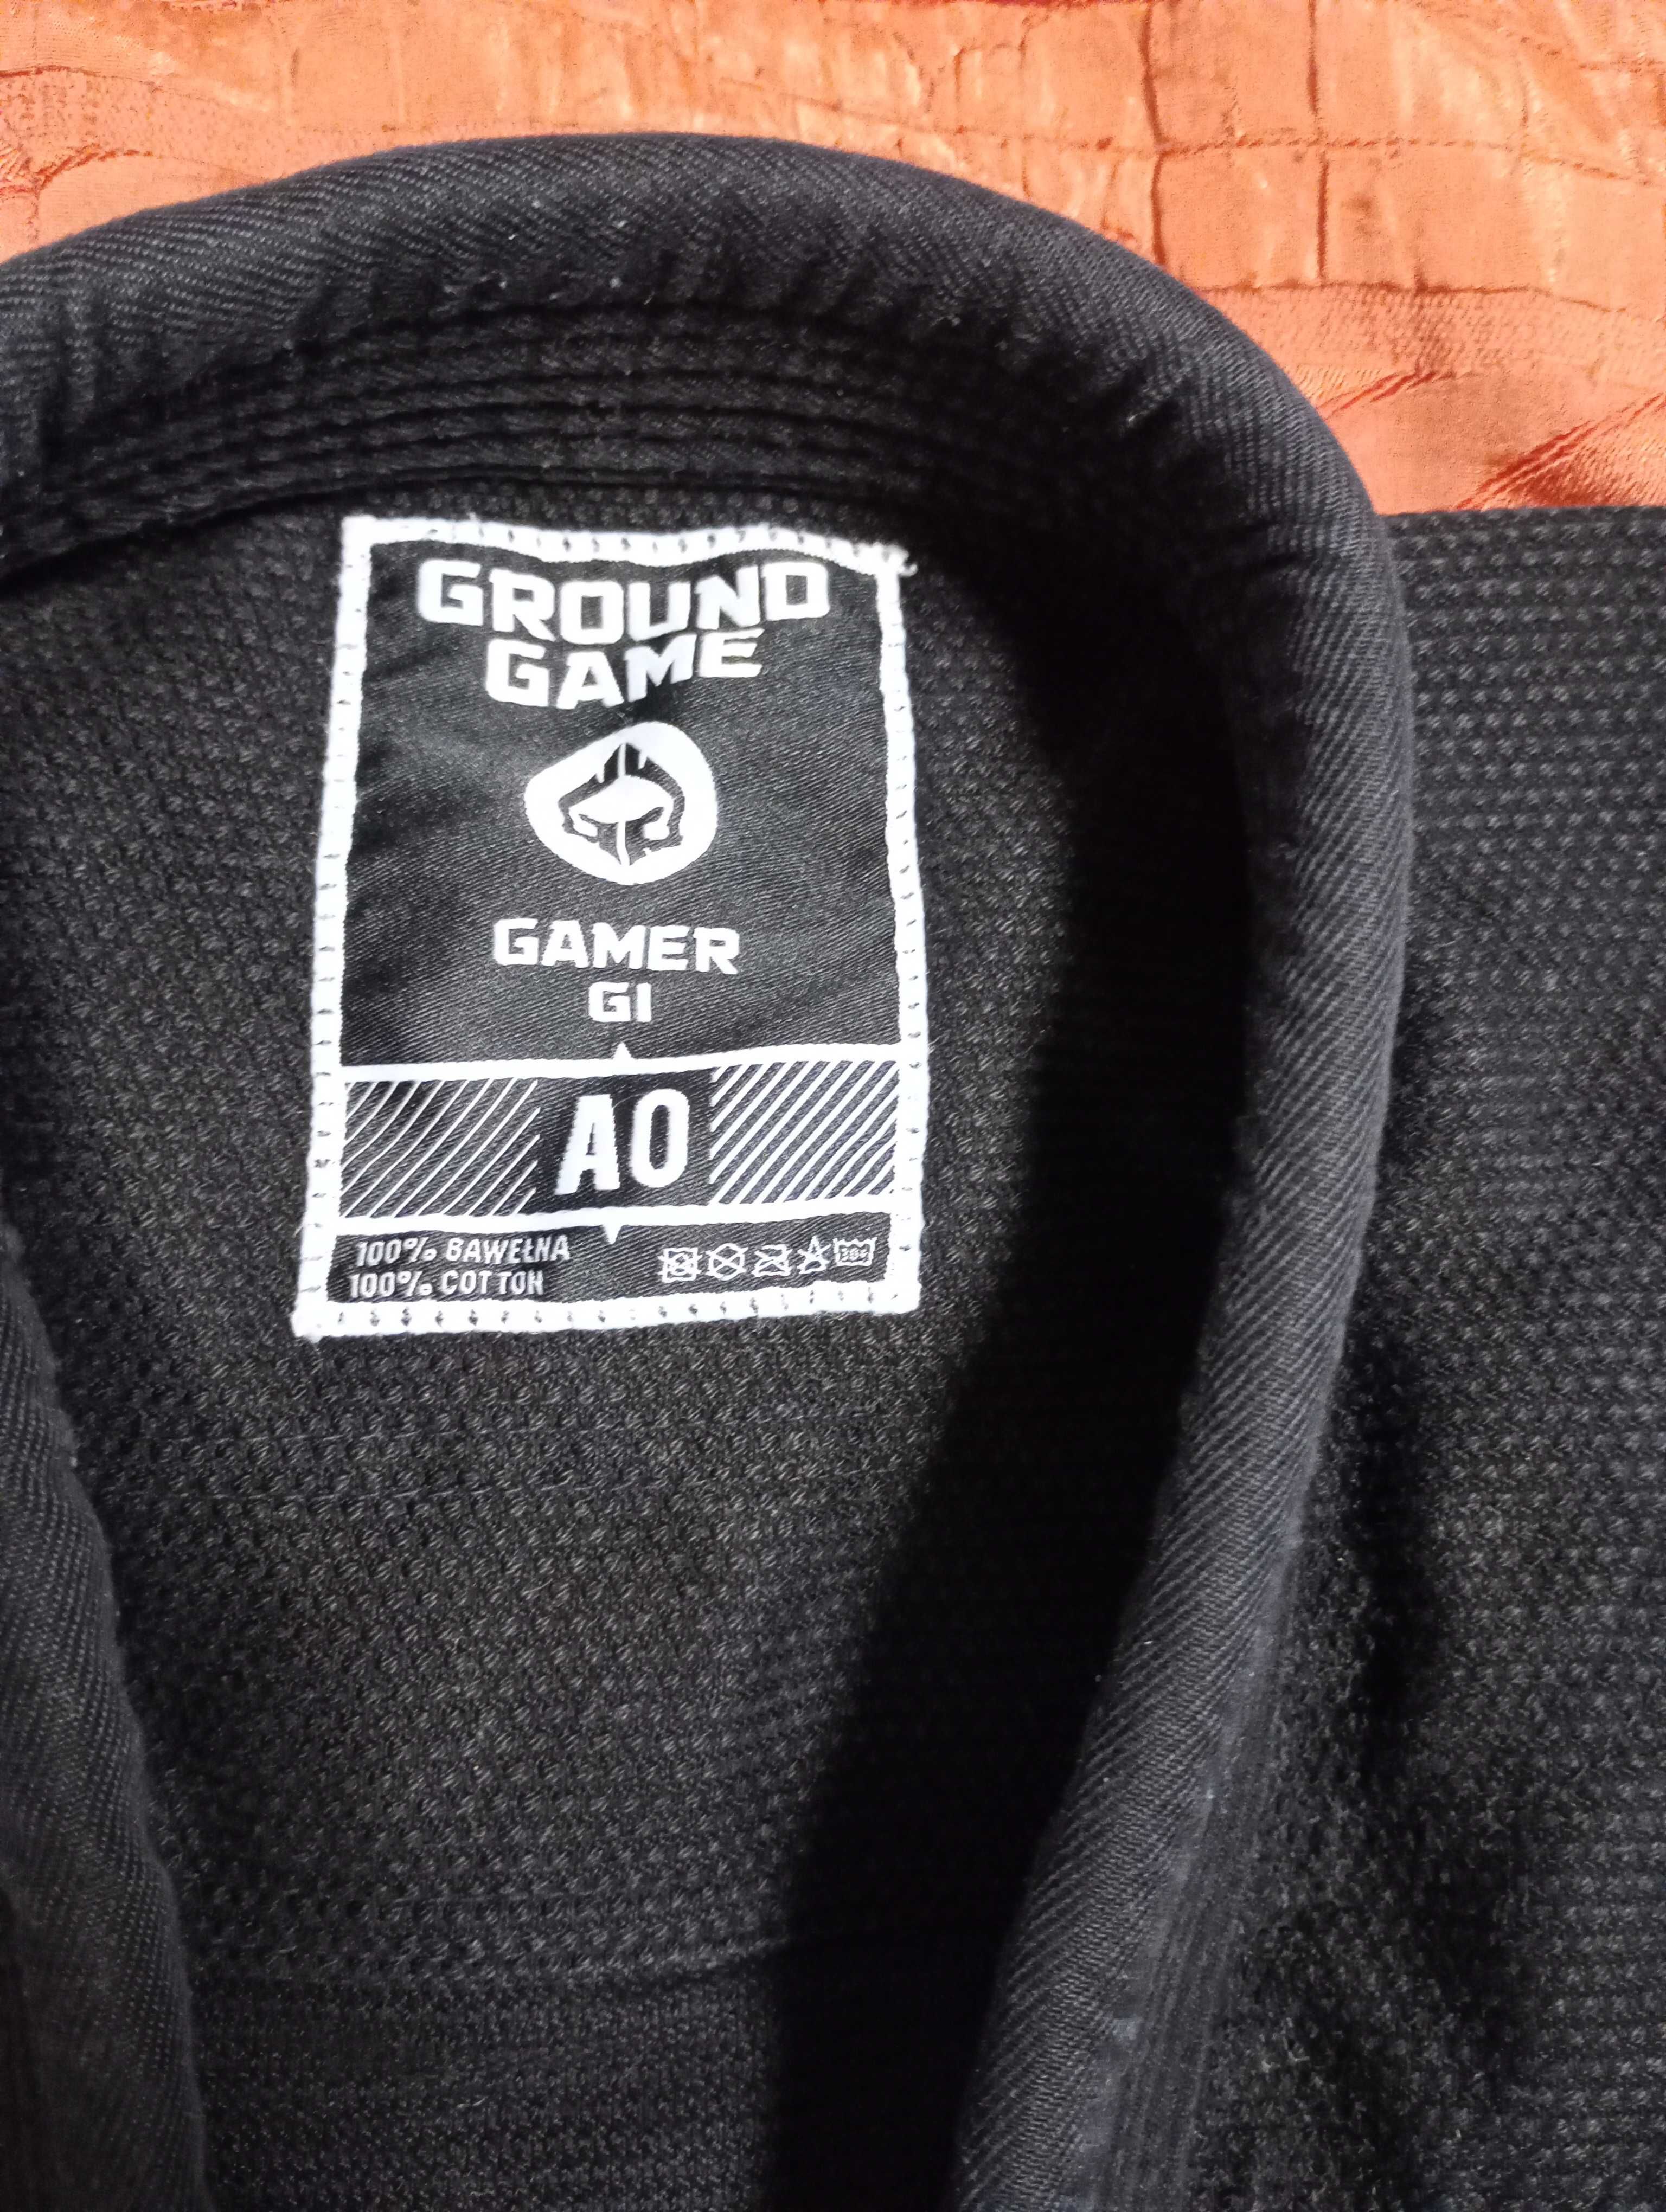 GROUND
GAME
GAMER
GI
A0
100% BAWEŁNA
100% COTTON